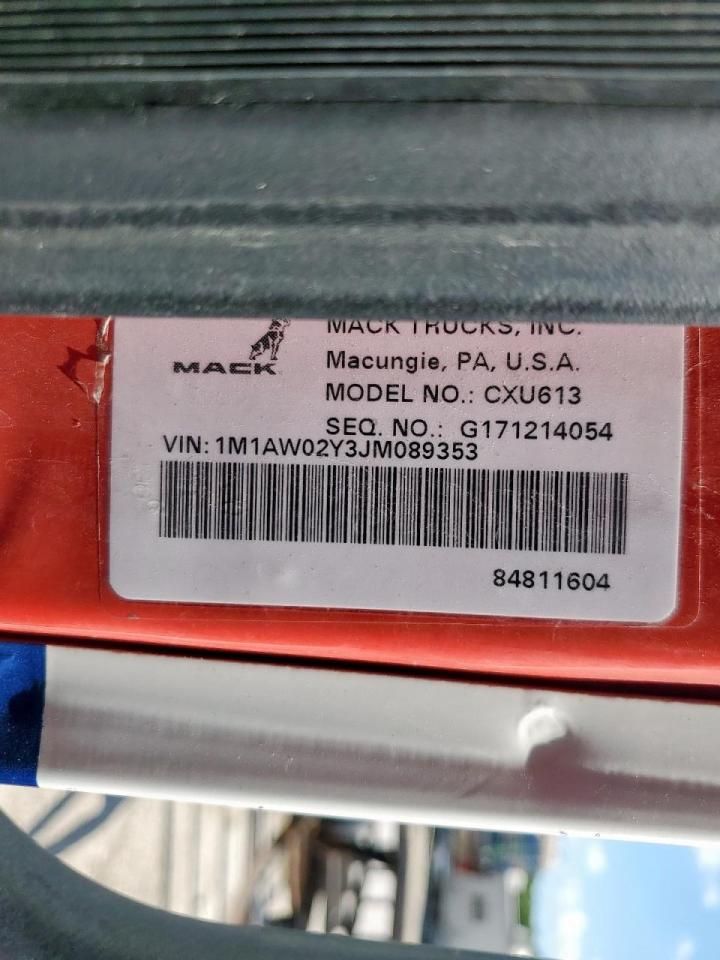 MACK TRUCKS, INC.
MACK
Macungie, PA, U.S.A.
MODEL NO.: CXU613
SEQ. NO.: G171214054
VIN: 1M1AW02Y3JM089353
84811604